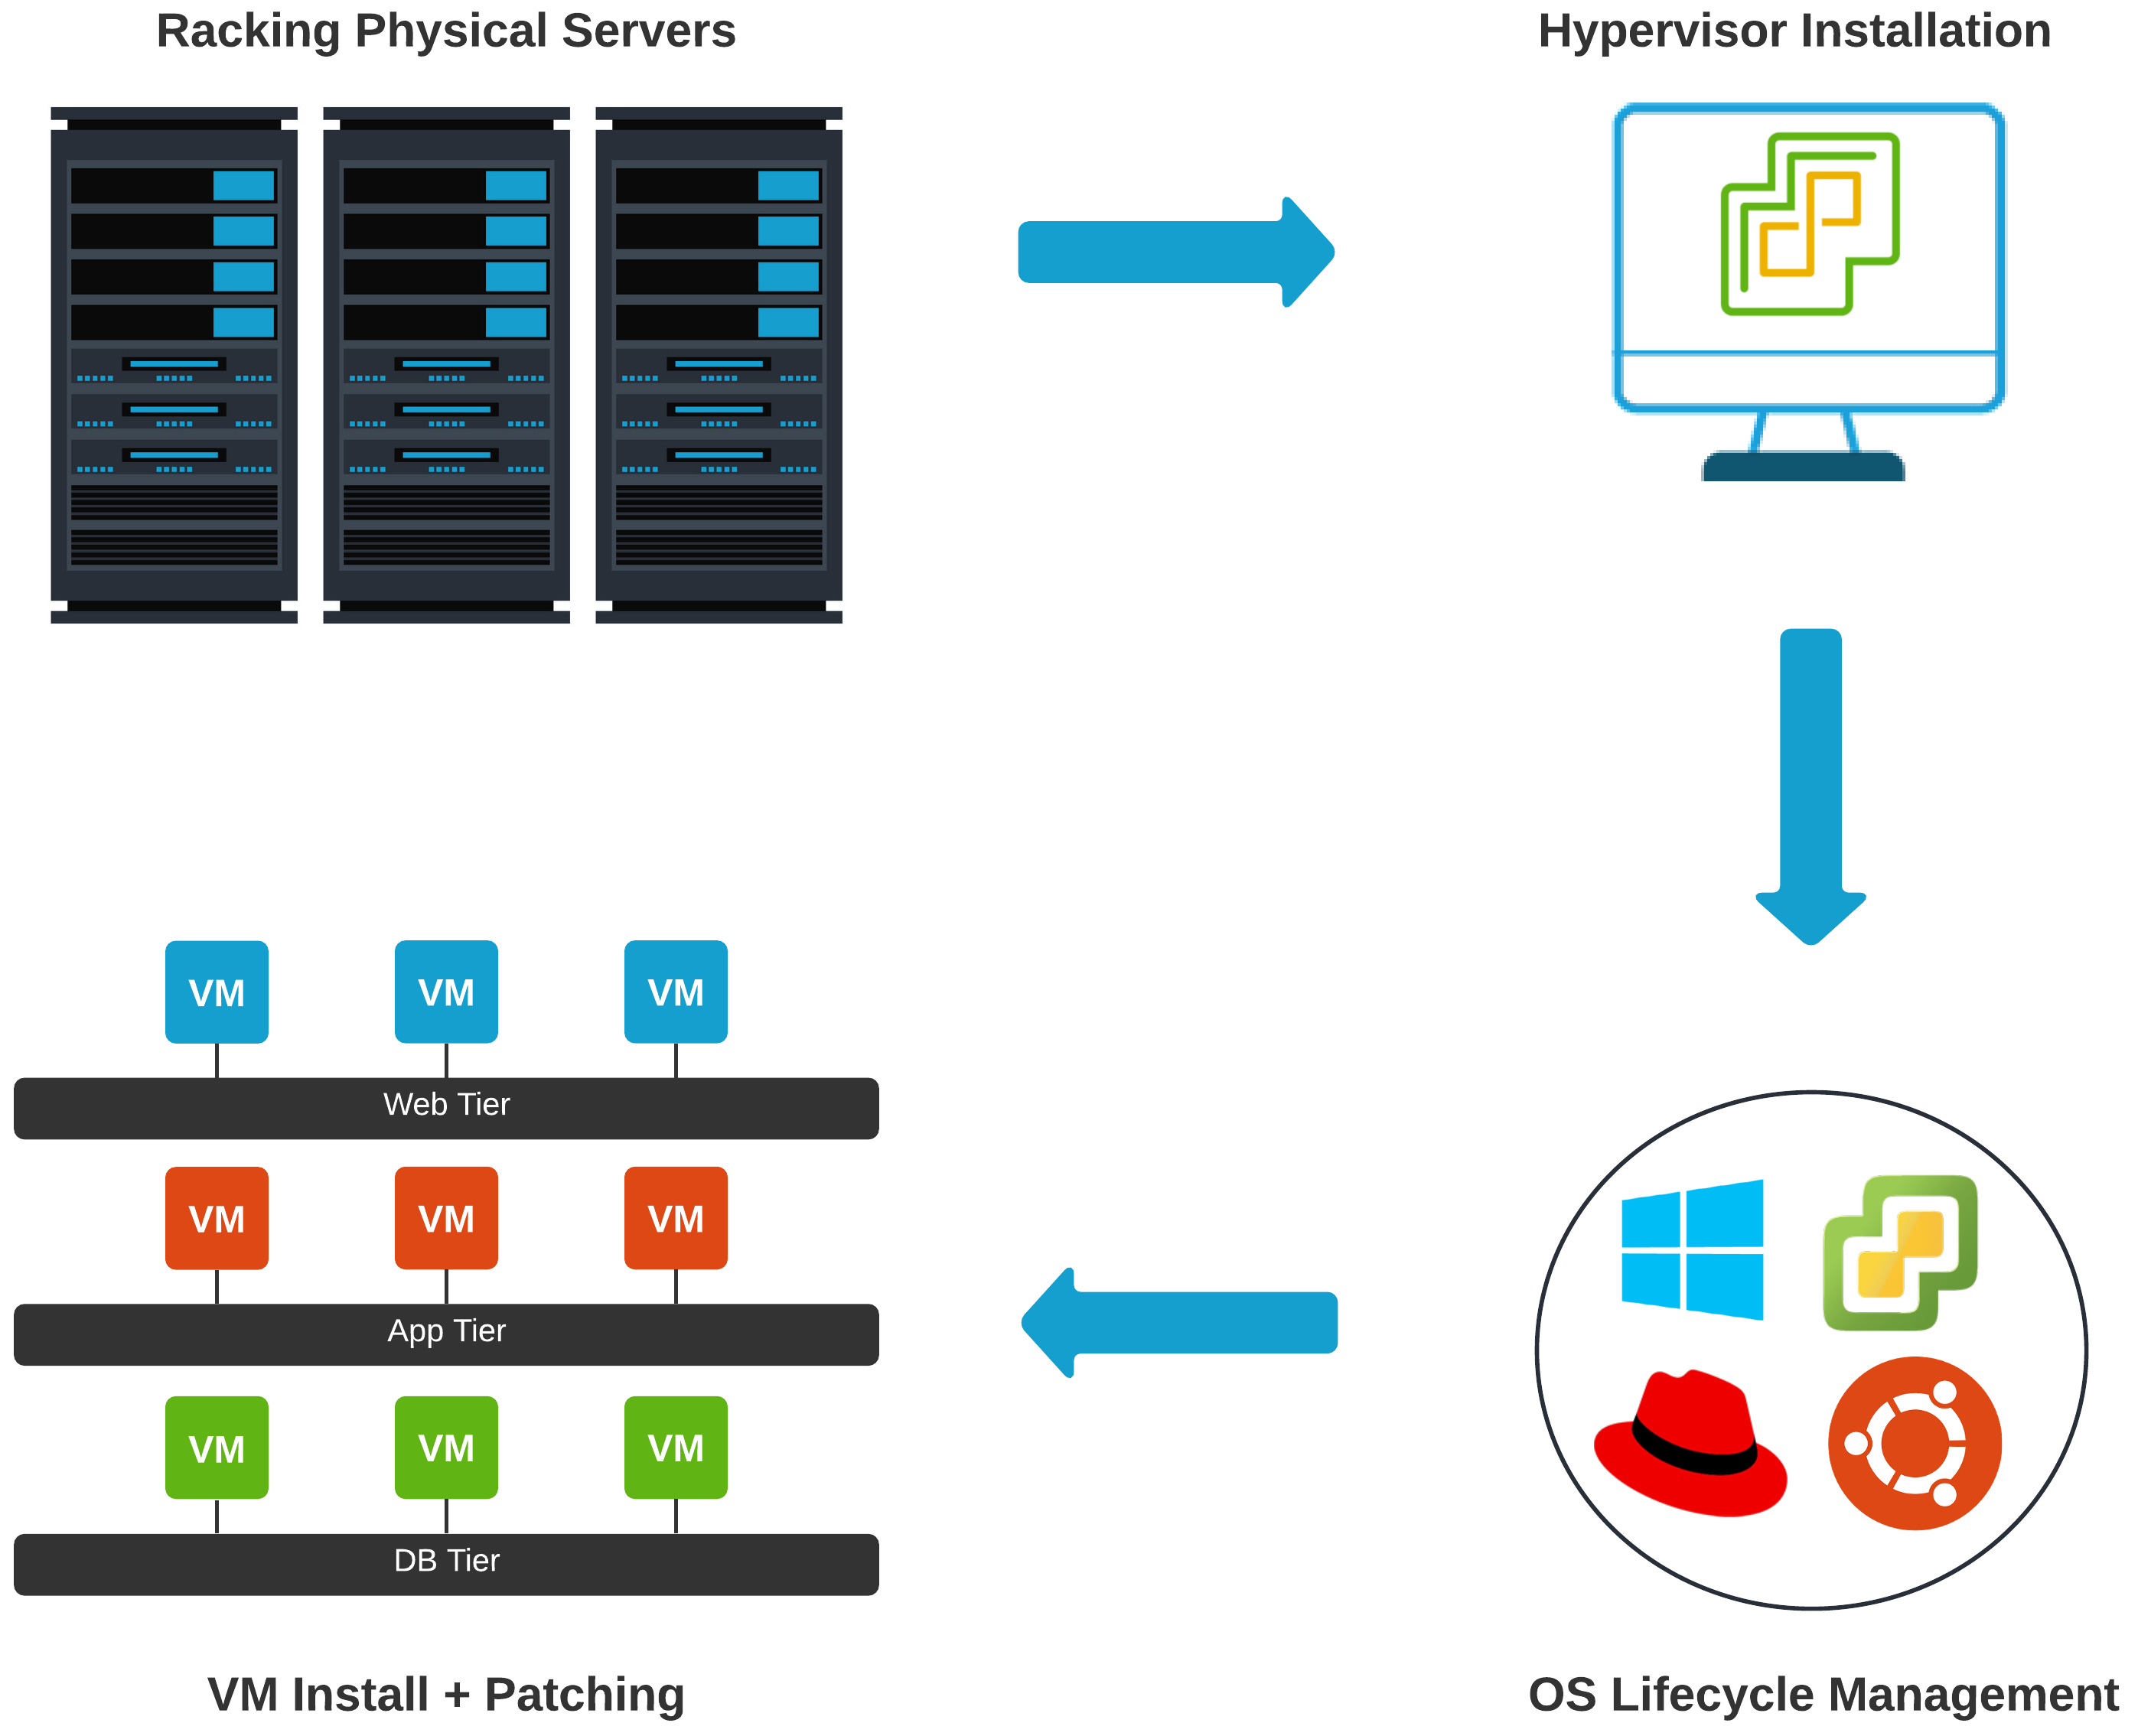 Racking Physical Servers
Hypervisor Installation
VM VM VM
Web Tier
VM VM VM
App Tier
VM VM VM
DB Tier
VM Install + Patching
OS Lifecycle Management